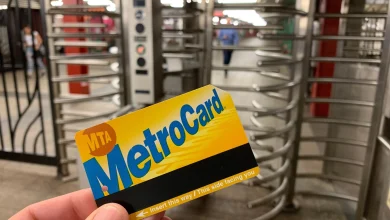 MTA
MetroCard
Insert this way / This side facing you